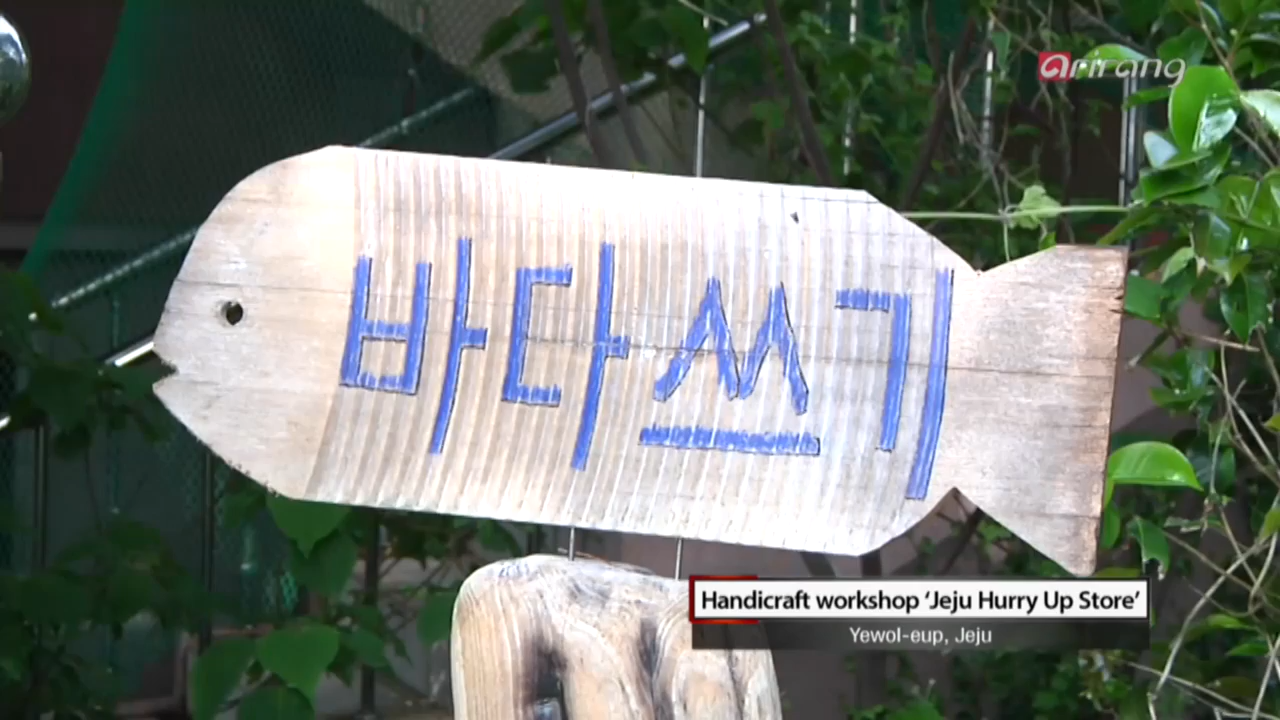 arirang
바다쓰기
Handicraft workshop ‘Jeju Hurry Up Store’
Yewol-eup, Jeju